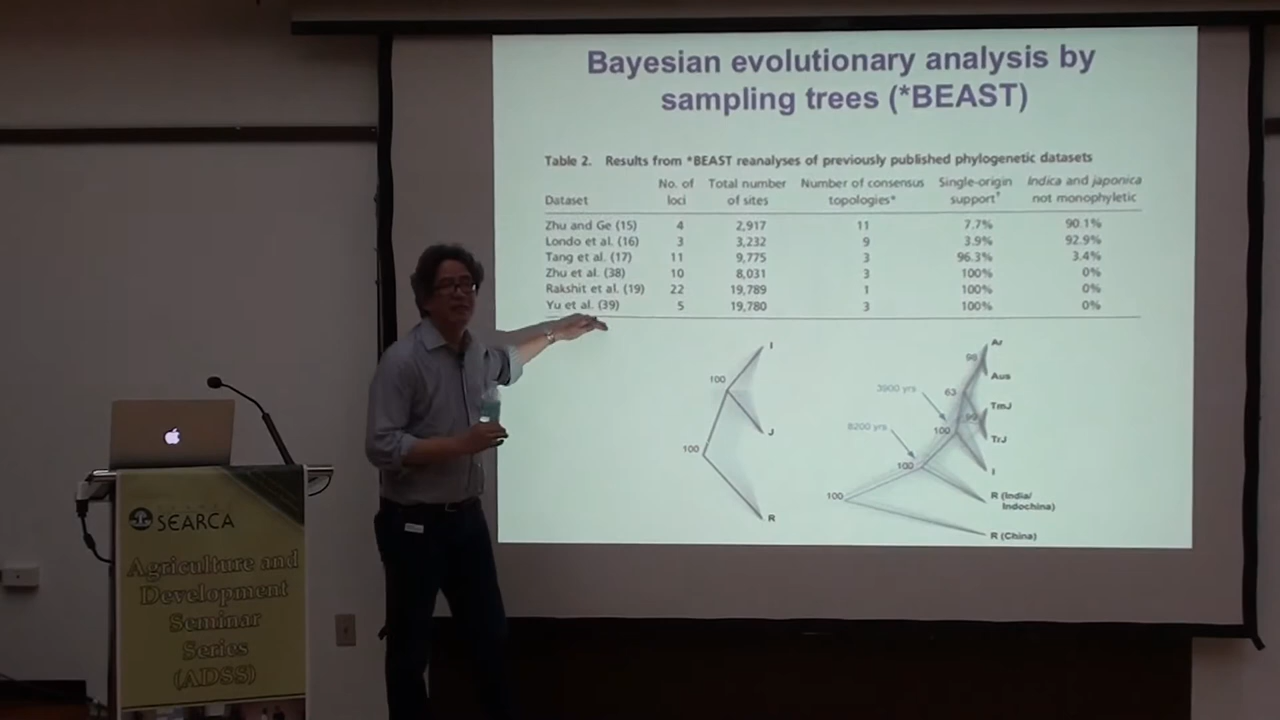 Bayesian evolutionary analysis by
sampling trees (*BEAST)
Table 2. Results from *BEAST reanalyses of previously published phylogenetic datasets
No. of Total number Number of consensus Single-origin Indica and japonica
Dataset loci of sites topologies* support† not monophyletic
Zhu and Ge (15) 4 2,917 11 7.7% 90.1%
Londo et al. (16) 3 3,232 9 3.9% 92.9%
Tang et al. (17) 11 9,775 3 96.3% 3.4%
Zhu et al. (38) 10 8,031 3 100% 0%
Rakshit et al. (19) 22 19,789 1 100% 0%
Yu et al. (39) 5 19,780 3 100% 0%
I
100
J
100
R
Ar
98
Aus
3900 yrs
63
TmJ
99
8200 yrs
100
TrJ
100
I
100
R (India/
Indochina)
R (China)
SEARCA
Agriculture and
Development
Seminar
Series
(ADSS)